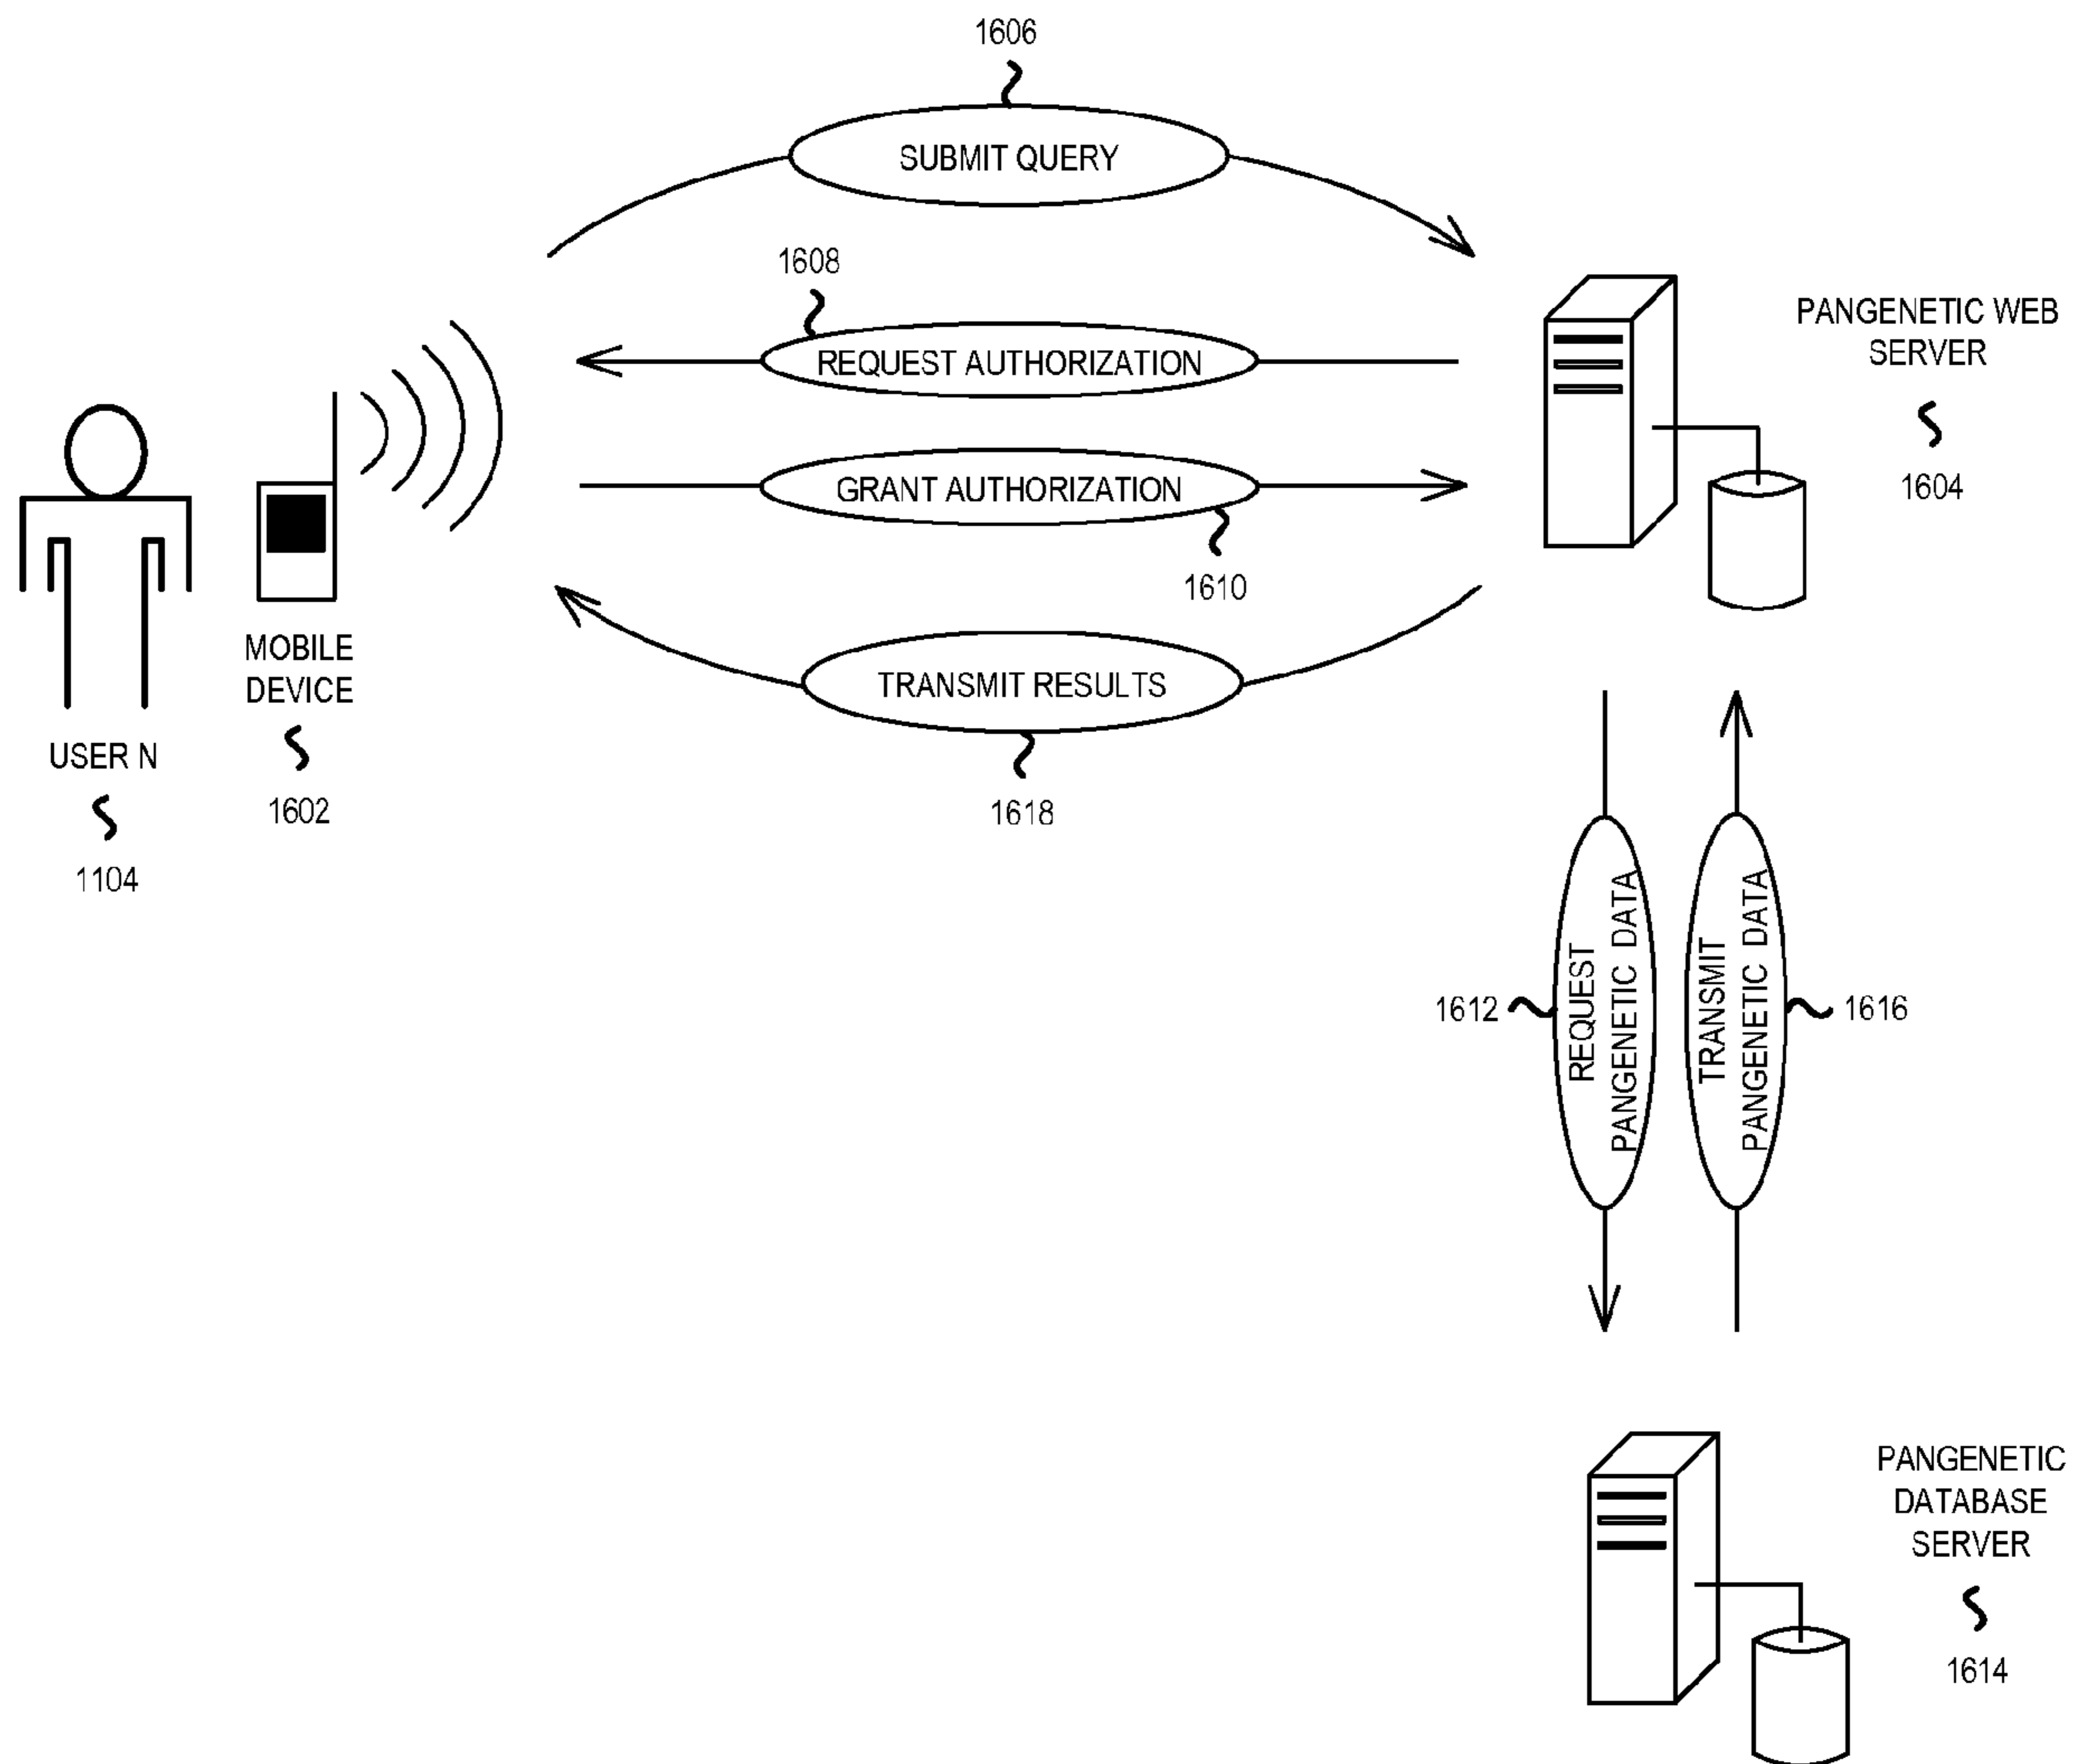 1606
SUBMIT QUERY
1608
REQUEST AUTHORIZATION
GRANT AUTHORIZATION
1610
TRANSMIT RESULTS
1618
PANGENETIC WEB
SERVER
1604
MOBILE
DEVICE
1602
USER N
1104
1612
REQUEST
PANGENETIC DATA
TRANSMIT
PANGENETIC DATA
1616
PANGENETIC
DATABASE
SERVER
1614